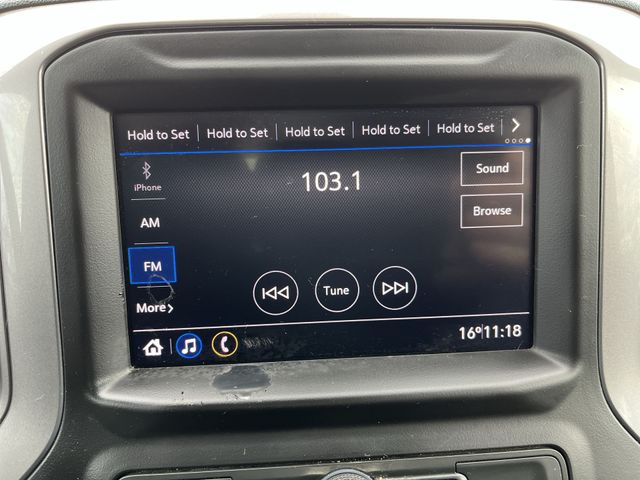 Hold to Set Hold to Set Hold to Set Hold to Set Hold to Set >
iPhone
103.1
Sound
AM
Browse
FM
Tune
More >
16° 11:18